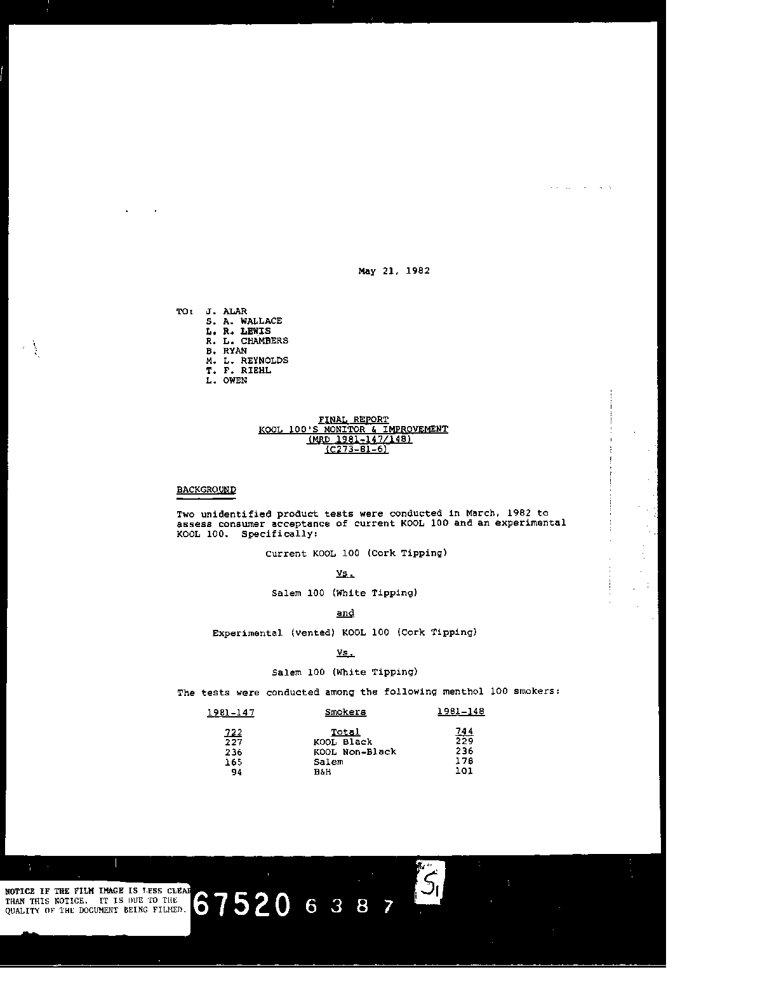 May 21, 1982
TO: J. ALAR
S. A. WALLACE
L. R. LEWIS
R. L. CHAMBERS
B. RYAN
M. L. REYNOLDS
T. F. RIEHL
L. OWEN
FINAL REPORT
KOOL 100'S MONITOR & IMPROVEMENT
(MRD 1981-147/148)
(C273-81-6)
BACKGROUND
Two unidentified product tests were conducted in March, 1982 to
assess consumer acceptance of current KOOL 100 and an experimental
KOOL 100. Specifically:
Current KOOL 100 (Cork Tipping)
Vs.
Salem 100 (White Tipping)
and
Experimental (vented) KOOL 100 (Cork Tipping)
Vs.
Salem 100 (White Tipping)
The tests were conducted among the following menthol 100 smokers:
1981-147 Smokers 1981-148
722 Total 744
227 KOOL Black 229
236 KOOL Non-Black 236
165 Salem 178
94 B&H 101
NOTICE IF THE FILM IMAGE IS LESS CLEAR
THAN THIS NOTICE. IT IS DUE TO THE
QUALITY OF THE DOCUMENT BEING FILMED.
67520 6387